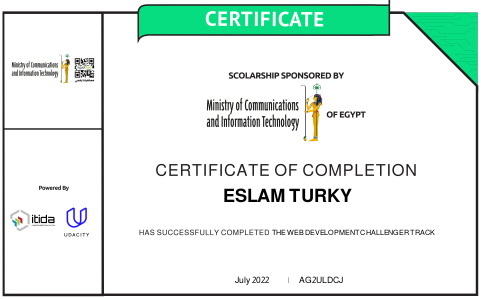 CERTIFICATE
Ministry of Communications
and Information Technology
SCOLARSHIP SPONSORED BY
Ministry of Communications
and Information Technology
OF EGYPT
CERTIFICATE OF COMPLETION
ESLAM TURKY
HAS SUCCESSFULLY COMPLETED THE WEB DEVELOPMENT CHALLENGER TRACK
Powered By
itida
UDACITY
July 2022 | AG2ULDCJ